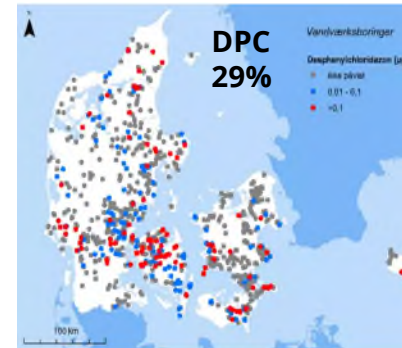 DPC
29%
Vandværksboringer
Desphenylchloridazon [µ
Ikke påvist
0,01 - 0,1
>0,1
100 km